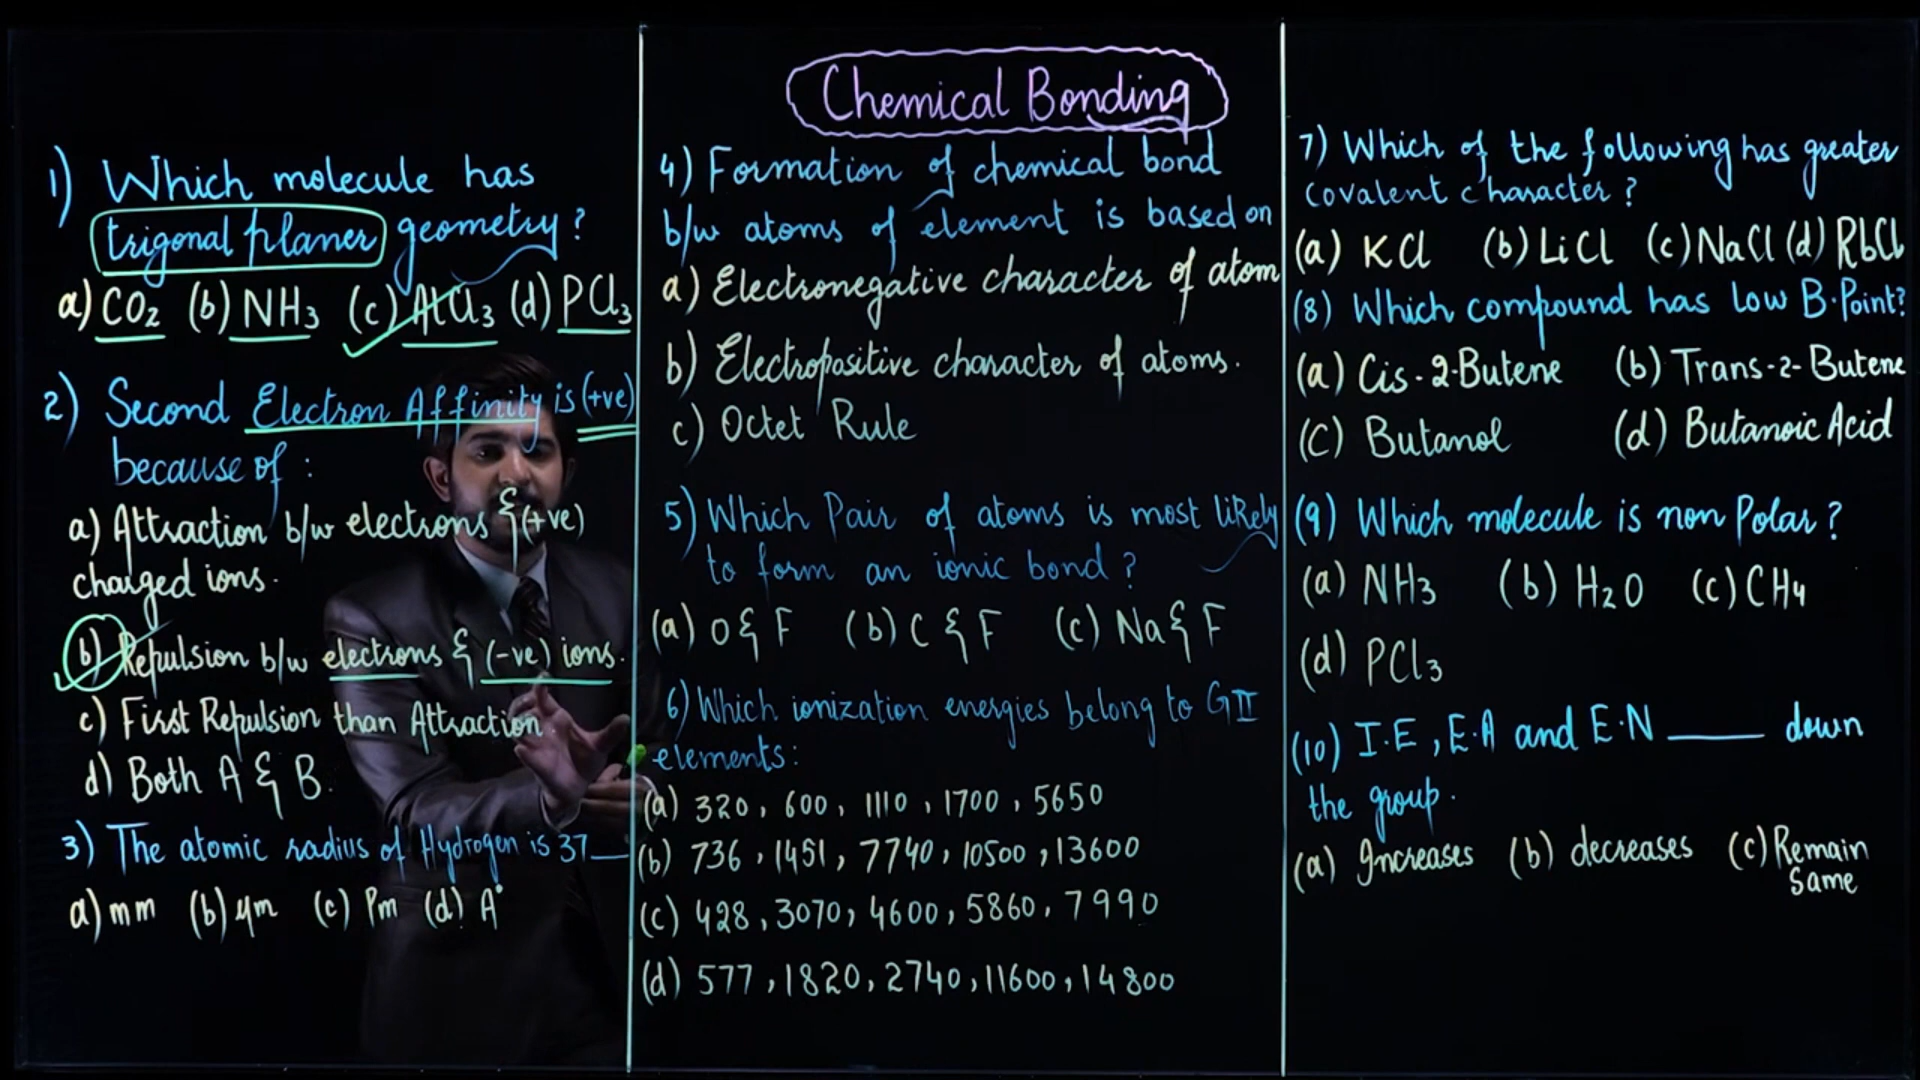 Chemical Bonding
1) Which molecule has
trigonal planer geometry?
a) CO2 (b) NH3 (c) AlCl3 (d) PCl3
2) Second Electron Affinity is (+ve)
because of :
a) Attraction b/w electrons & (+ve)
charged ions.
b) Repulsion b/w electrons & (-ve) ions.
c) First Repulsion than Attraction.
d) Both A & B.
3) The atomic radius of Hydrogen is 37__
a) mm (b) μm (c) Pm (d) A°
4) Formation of chemical bond
b/w atoms of element is based on
a) Electronegative character of atom
b) Electropositive character of atoms.
c) Octet Rule
5) Which Pair of atoms is most likely
to form an ionic bond?
(a) O & F (b) C & F (c) Na & F
6) Which ionization energies belong to G II
elements:
(a) 320, 600, 1110, 1700, 5650
(b) 736, 1451, 7740, 10500, 13600
(c) 428, 3070, 4600, 5860, 7990
(d) 577, 1820, 2740, 11600, 14800
7) Which of the following has greater
covalent character?
(a) KCl (b) LiCl (c) NaCl (d) RbCl
(8) Which compound has low B.Point?
(a) Cis-2-Butene (b) Trans-2-Butene
(C) Butanol (d) Butanoic Acid
(9) Which molecule is non Polar?
(a) NH3 (b) H2O (c) CH4
(d) PCl3
(10) I.E, E.A and E.N ____ down
the group.
(a) Increases (b) decreases (c) Remain
Same